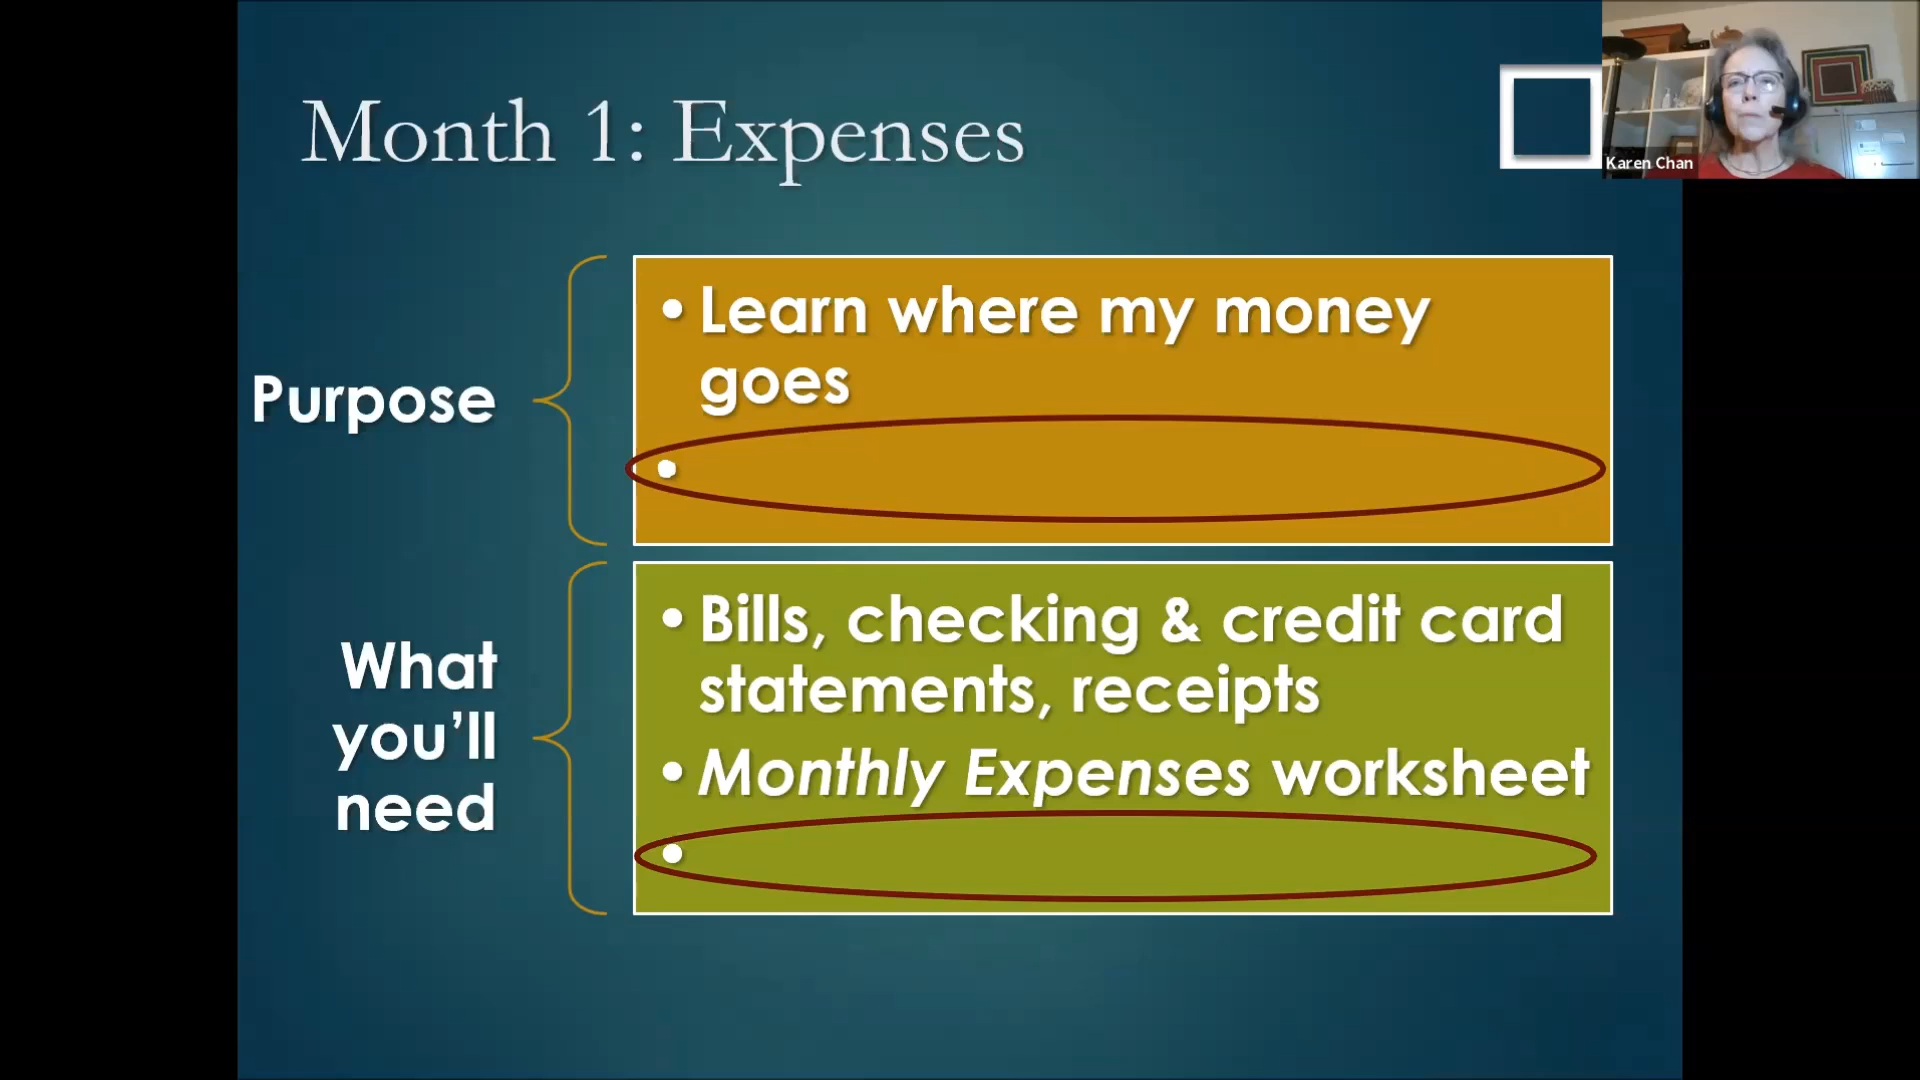 Month 1: Expenses
Karen Chan
Purpose
• Learn where my money
goes
•
What
you’ll
need
• Bills, checking & credit card
statements, receipts
• Monthly Expenses worksheet
•